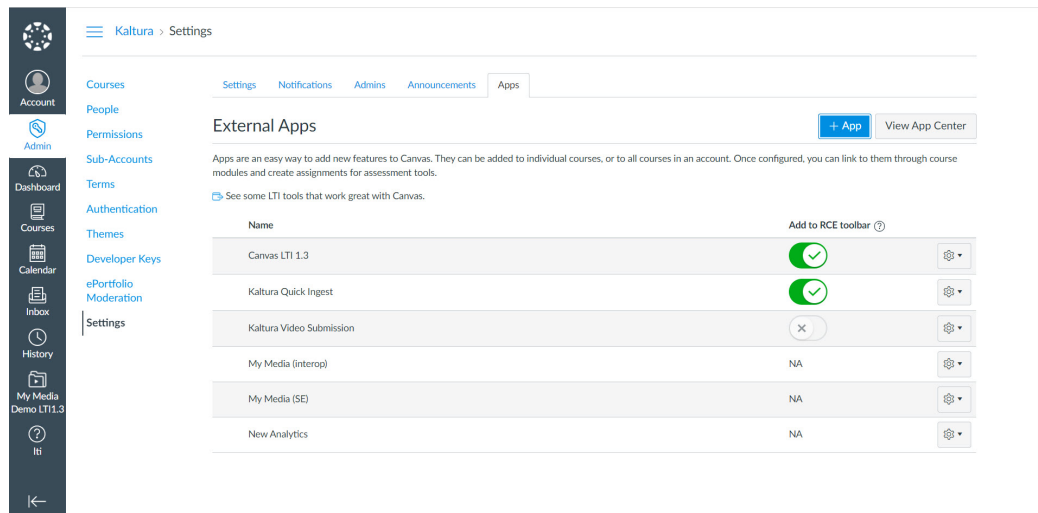 Kaltura > Settings
Account
Admin
Dashboard
Courses
Calendar
Inbox
History
My Media
Demo LTI1.3
lti
Courses
People
Permissions
Sub-Accounts
Terms
Authentication
Themes
Developer Keys
ePortfolio
Moderation
Settings
Settings Notifications Admins Announcements Apps
External Apps
+ App View App Center
Apps are an easy way to add new features to Canvas. They can be added to individual courses, or to all courses in an account. Once configured, you can link to them through course
modules and create assignments for assessment tools.
See some LTI tools that work great with Canvas.
Name Add to RCE toolbar ?
Canvas LTI 1.3
Kaltura Quick Ingest
Kaltura Video Submission
My Media (interop) NA
My Media (SE) NA
New Analytics NA